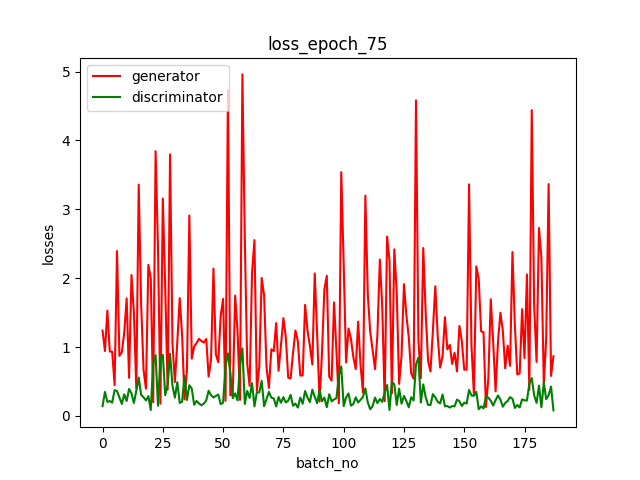 loss_epoch_75
generator
discriminator
losses
5
4
3
2
1
0
0 25 50 75 100 125 150 175
batch_no